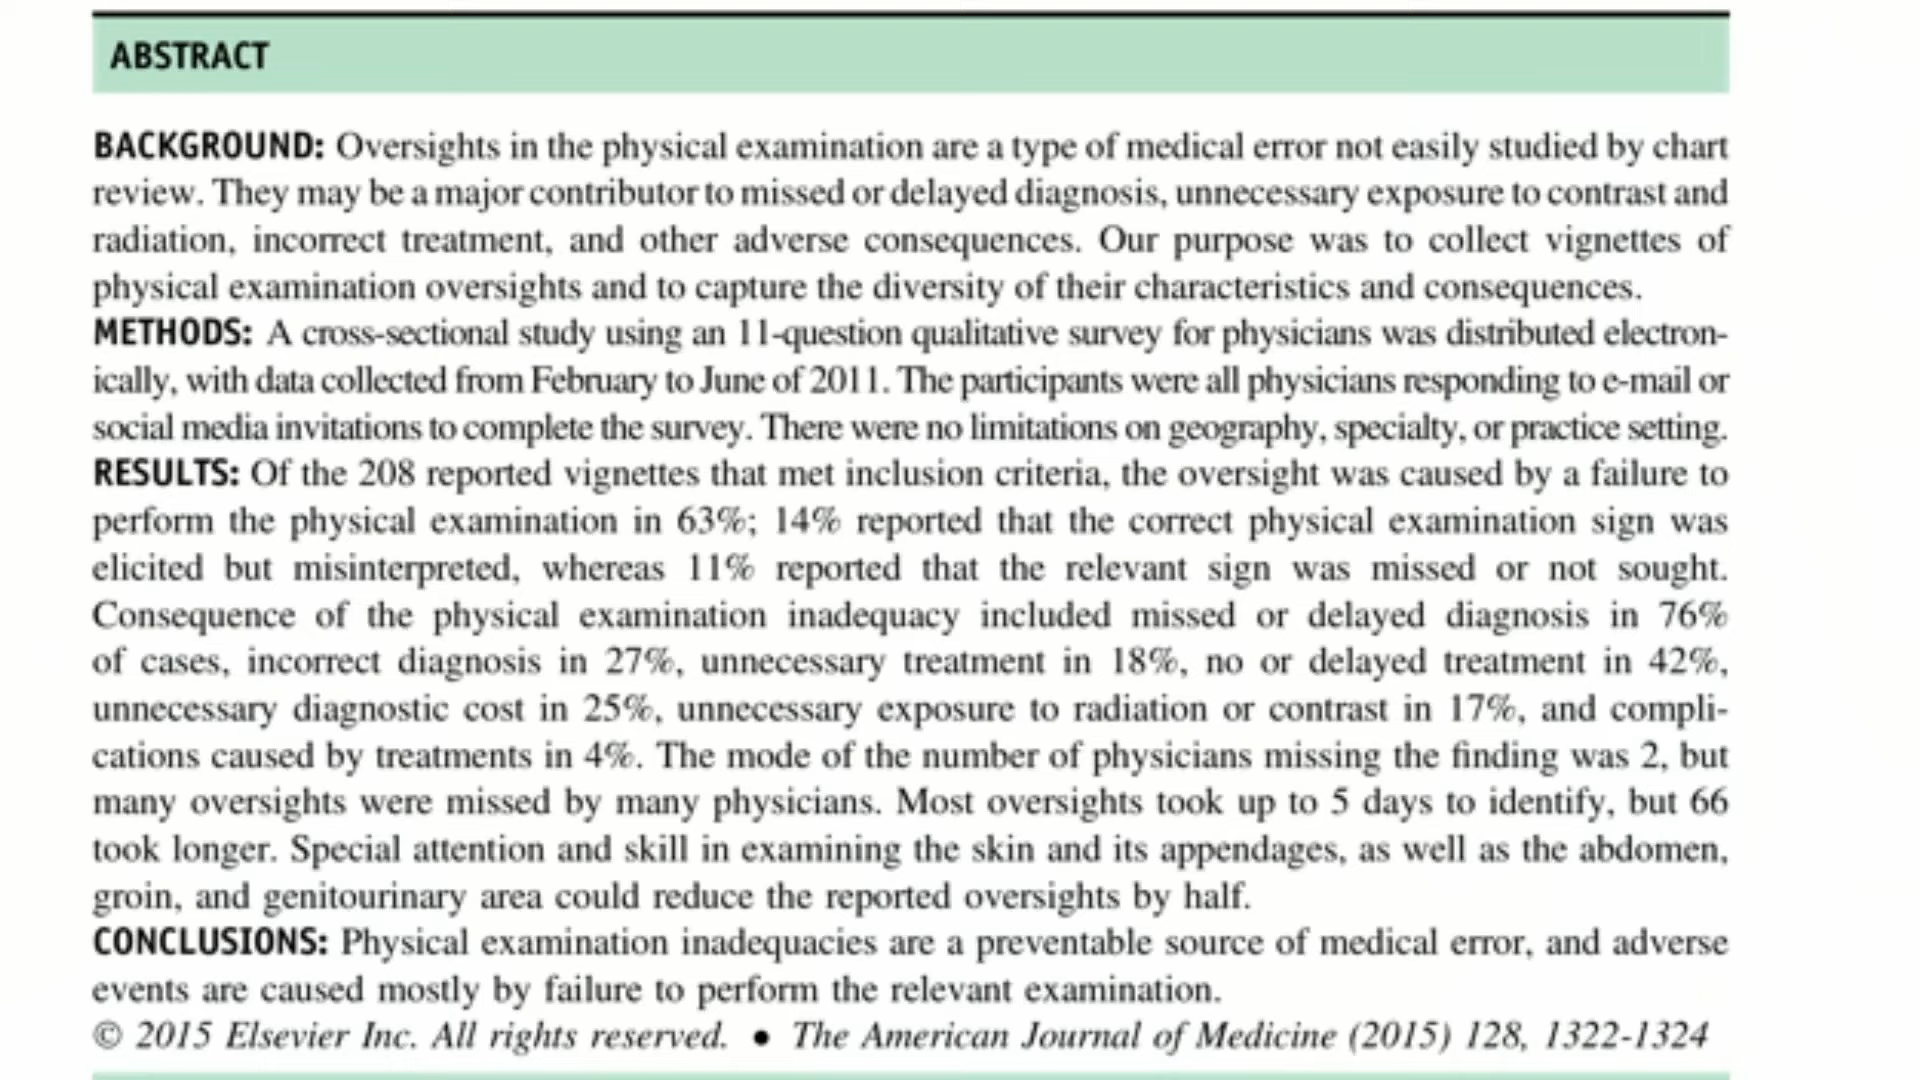 ABSTRACT
BACKGROUND: Oversights in the physical examination are a type of medical error not easily studied by chart
review. They may be a major contributor to missed or delayed diagnosis, unnecessary exposure to contrast and
radiation, incorrect treatment, and other adverse consequences. Our purpose was to collect vignettes of
physical examination oversights and to capture the diversity of their characteristics and consequences.
METHODS: A cross-sectional study using an 11-question qualitative survey for physicians was distributed electron-
ically, with data collected from February to June of 2011. The participants were all physicians responding to e-mail or
social media invitations to complete the survey. There were no limitations on geography, specialty, or practice setting.
RESULTS: Of the 208 reported vignettes that met inclusion criteria, the oversight was caused by a failure to
perform the physical examination in 63%; 14% reported that the correct physical examination sign was
elicited but misinterpreted, whereas 11% reported that the relevant sign was missed or not sought.
Consequence of the physical examination inadequacy included missed or delayed diagnosis in 76%
of cases, incorrect diagnosis in 27%, unnecessary treatment in 18%, no or delayed treatment in 42%,
unnecessary diagnostic cost in 25%, unnecessary exposure to radiation or contrast in 17%, and compli-
cations caused by treatments in 4%. The mode of the number of physicians missing the finding was 2, but
many oversights were missed by many physicians. Most oversights took up to 5 days to identify, but 66
took longer. Special attention and skill in examining the skin and its appendages, as well as the abdomen,
groin, and genitourinary area could reduce the reported oversights by half.
CONCLUSIONS: Physical examination inadequacies are a preventable source of medical error, and adverse
events are caused mostly by failure to perform the relevant examination.
© 2015 Elsevier Inc. All rights reserved. • The American Journal of Medicine (2015) 128, 1322-1324